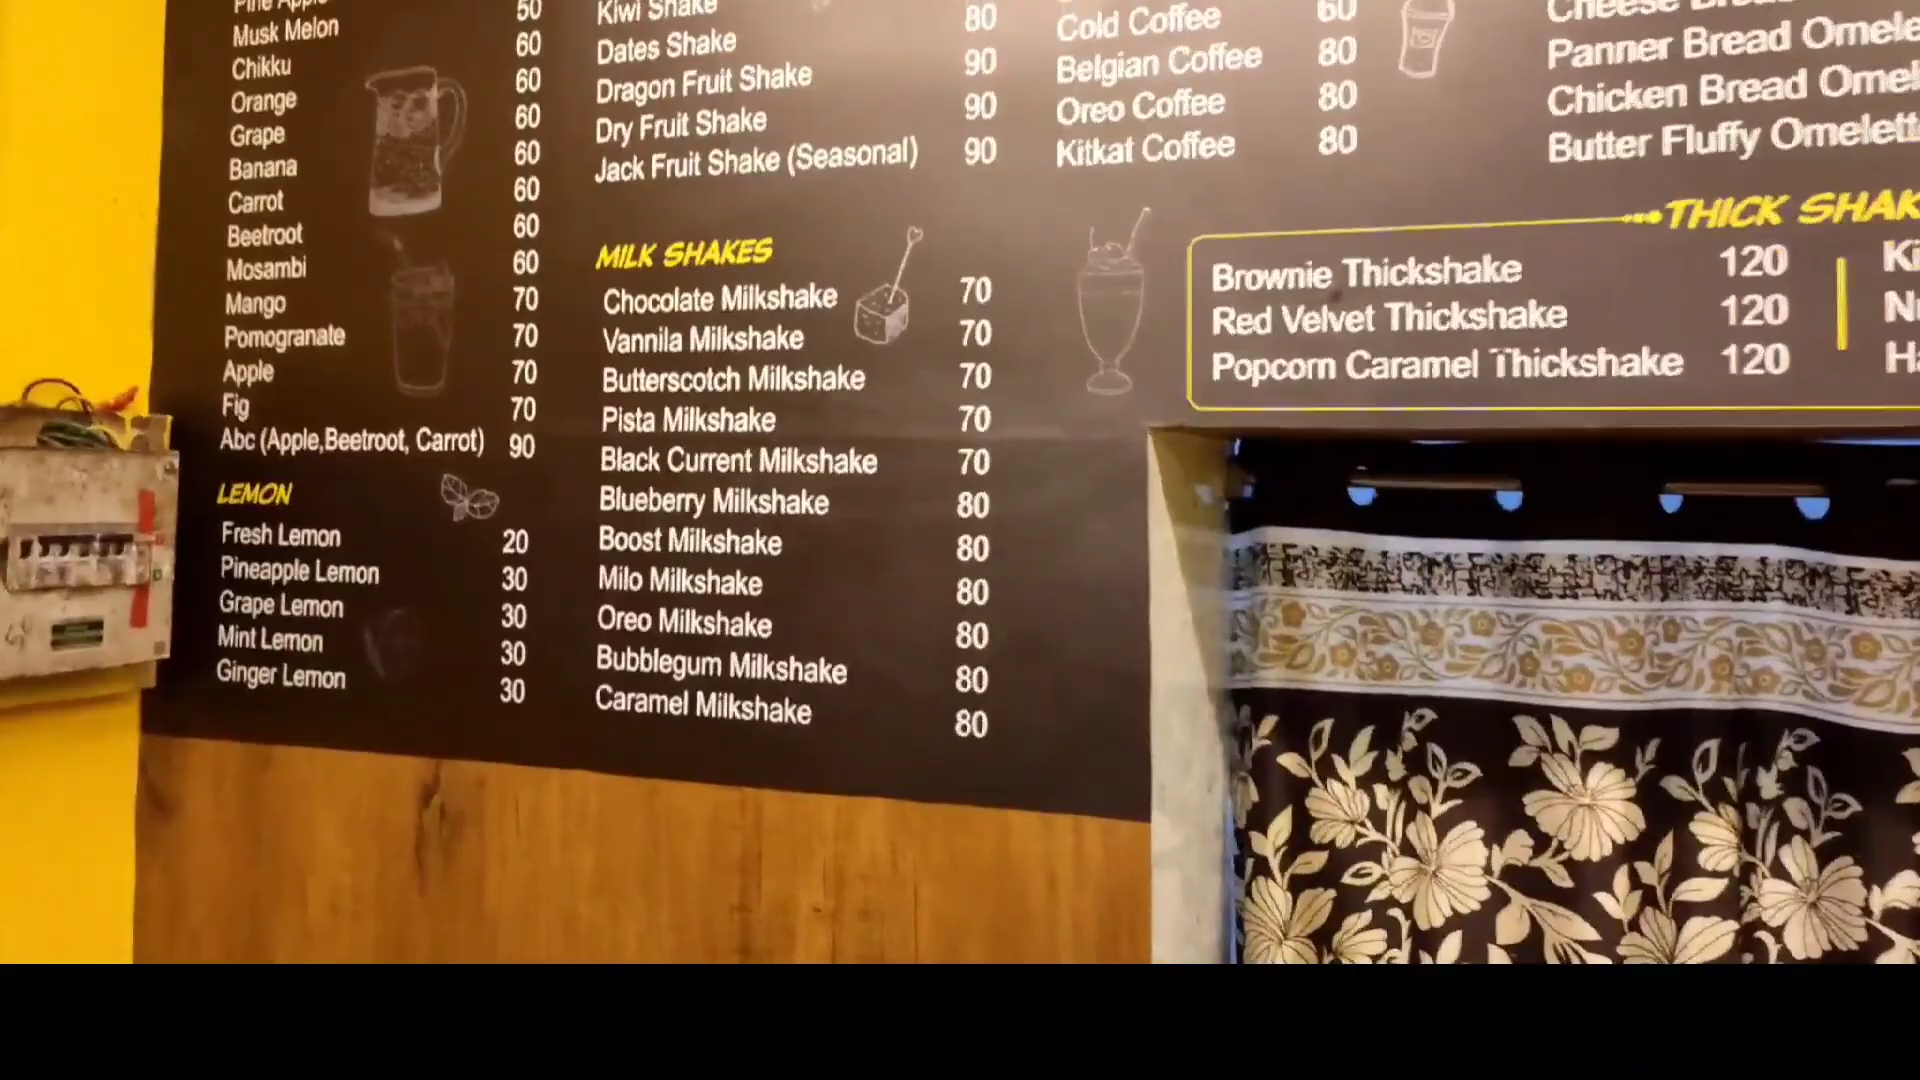 Pine Apple 50
Musk Melon 60
Chikku 60
Orange 60
Grape 60
Banana 60
Carrot 60
Beetroot 60
Mosambi 70
Mango 70
Pomogranate 70
Apple 70
Fig 90
Abc (Apple,Beetroot, Carrot)
LEMON
Fresh Lemon 20
Pineapple Lemon 30
Grape Lemon 30
Mint Lemon 30
Ginger Lemon 30
Kiwi Shake 80
Dates Shake 90
Dragon Fruit Shake 90
Dry Fruit Shake 90
Jack Fruit Shake (Seasonal)
MILK SHAKES
Chocolate Milkshake 70
Vannila Milkshake 70
Butterscotch Milkshake 70
Pista Milkshake 70
Black Current Milkshake 70
Blueberry Milkshake 80
Boost Milkshake 80
Milo Milkshake 80
Oreo Milkshake 80
Bubblegum Milkshake 80
Caramel Milkshake 80
Cold Coffee 60
Belgian Coffee 80
Oreo Coffee 80
Kitkat Coffee 80
Cheese
Panner Bread
Chicken Bread
Butter Fluffy
THICK
Brownie Thickshake 120
Red Velvet Thickshake 120
Popcorn Caramel Thickshake 120